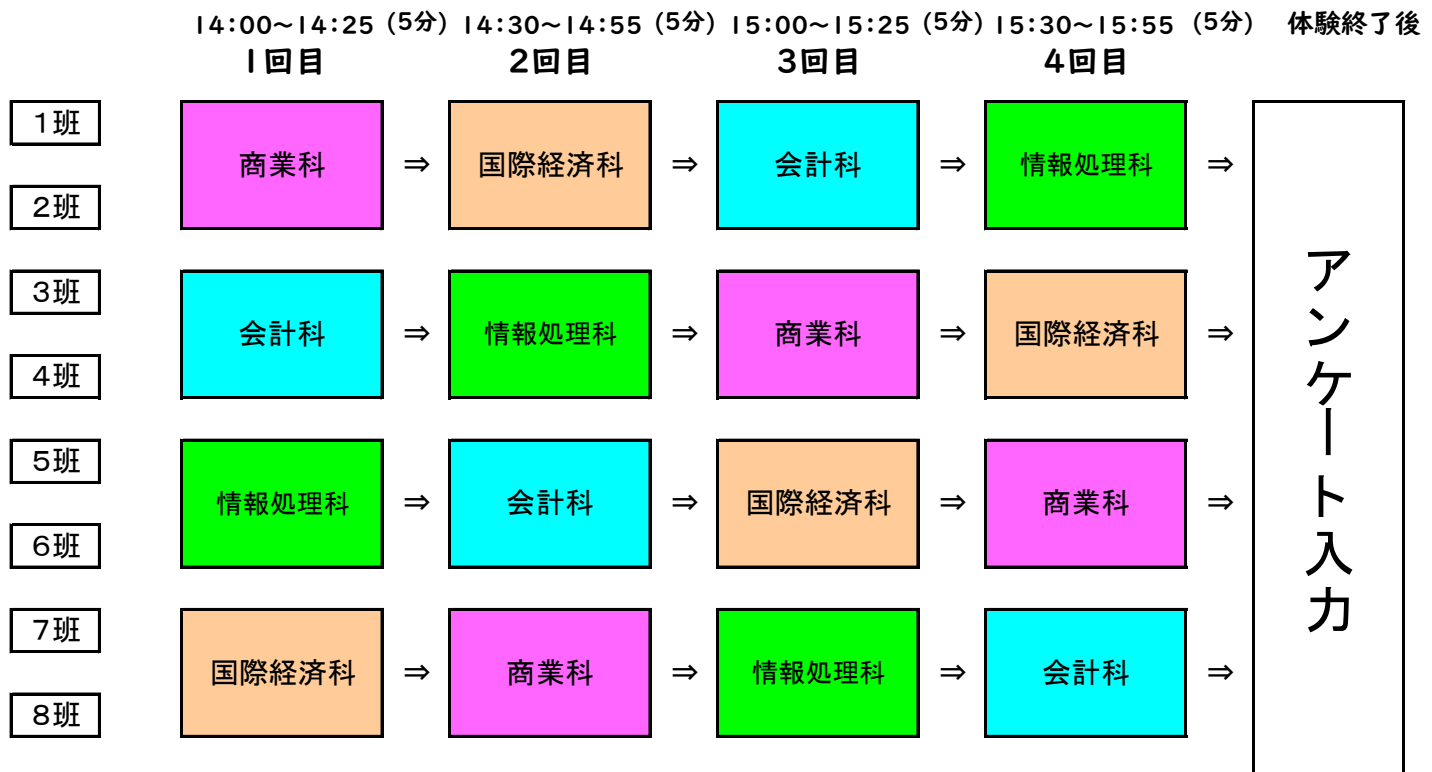 14:00~14:25 (5分) 14:30~14:55 (5分) 15:00~15:25 (5分) 15:30~15:55 (5分) 体験終了後
1回目 2回目 3回目 4回目
1班
商業科 ⇒ 国際経済科 ⇒ 会計科 ⇒ 情報処理科 ⇒
2班
3班
会計科 ⇒ 情報処理科 ⇒ 商業科 ⇒ 国際経済科 ⇒
4班
5班
情報処理科 ⇒ 会計科 ⇒ 国際経済科 ⇒ 商業科 ⇒
6班
7班
国際経済科 ⇒ 商業科 ⇒ 情報処理科 ⇒ 会計科 ⇒
8班
アンケート入力